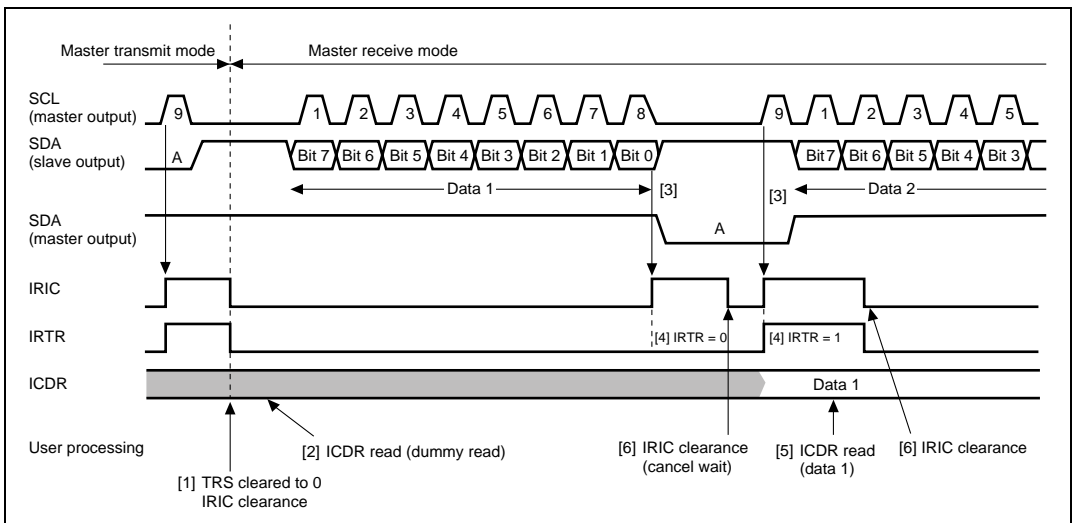 Master transmit mode
Master receive mode
SCL
(master output)
9
1
2
3
4
5
6
7
8
9
1
2
3
4
5
SDA
(slave output)
A
Bit 7
Bit 6
Bit 5
Bit 4
Bit 3
Bit 2
Bit 1
Bit 0
Bit7
Bit 6
Bit 5
Bit 4
Bit 3
Data 1
[3]
[3]
Data 2
SDA
(master output)
A
IRIC
IRTR
[4] IRTR = 0
[4] IRTR = 1
ICDR
Data 1
User processing
[2] ICDR read (dummy read)
[6] IRIC clearance
(cancel wait)
[5] ICDR read
(data 1)
[6] IRIC clearance
[1] TRS cleared to 0
IRIC clearance